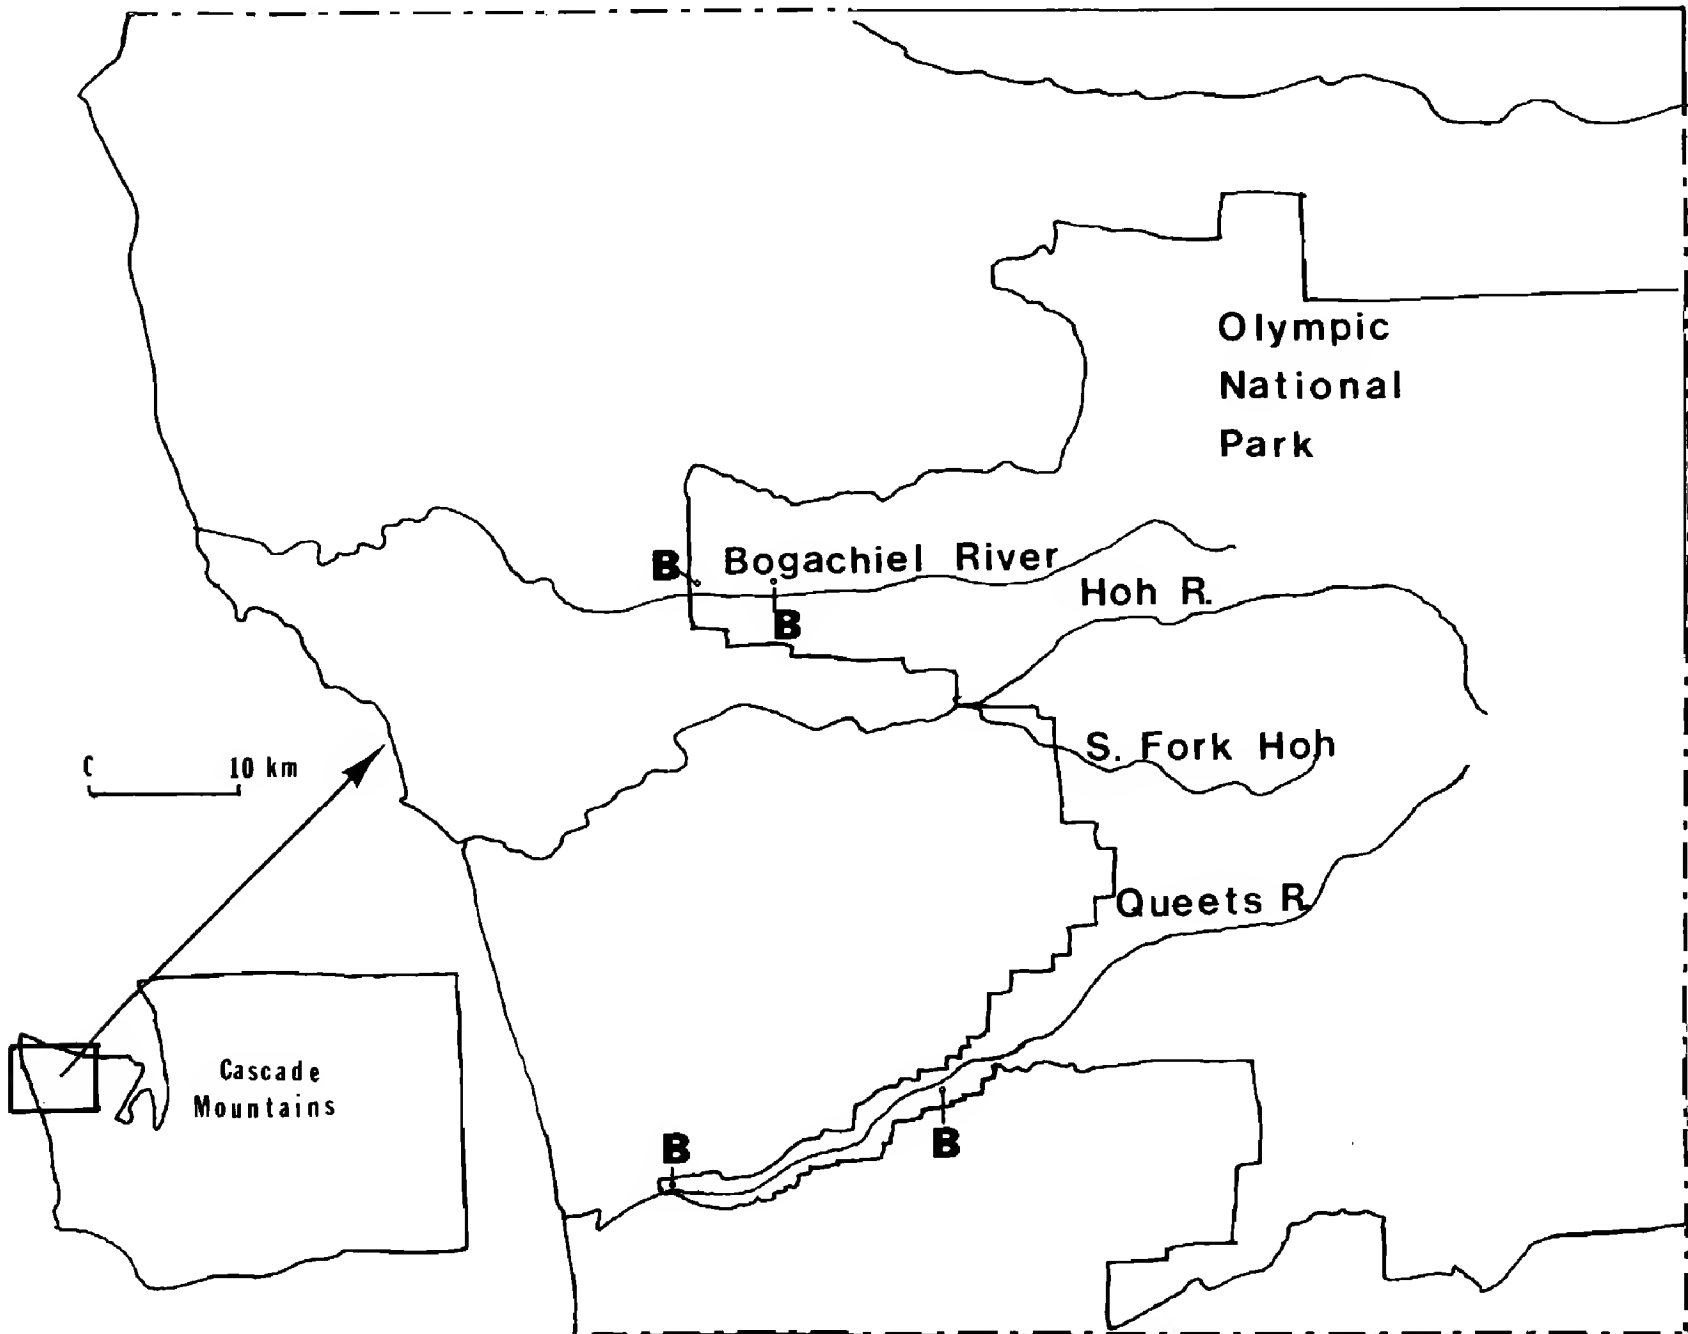 Olympic
National
Park
B Bogachiel River
Hoh R.
B
S. Fork Hoh
10 km
Queets R.
Cascade
Mountains
B
B